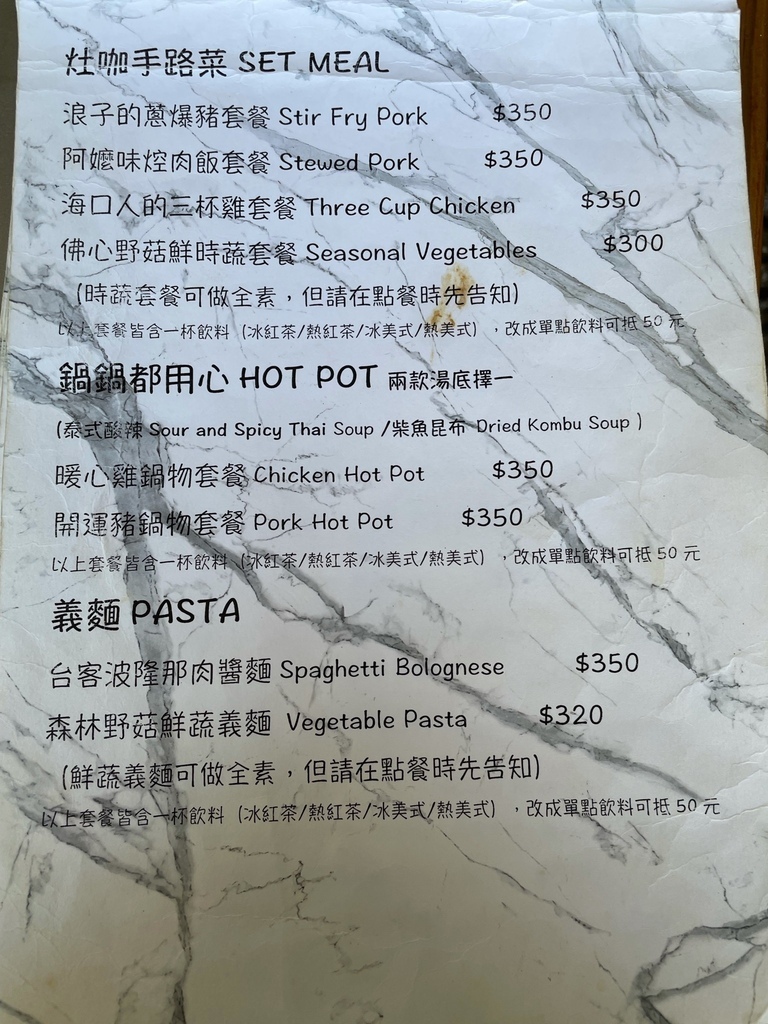 灶咖手路菜 SET MEAL
浪子的蔥爆豬套餐 Stir Fry Pork $350
阿嬤味焢肉飯套餐 Stewed Pork $350
海口人的三杯雞套餐 Three Cup Chicken $350
佛心野菇鮮時蔬套餐 Seasonal Vegetables $300
(時蔬套餐可做全素，但請在點餐時先告知)
以上套餐皆含一杯飲料 (冰紅茶/熱紅茶/冰美式/熱美式) ，改成單點飲料可抵 50 元
鍋鍋都用心 HOT POT 兩款湯底擇一
(泰式酸辣 Sour and Spicy Thai Soup /柴魚昆布 Dried Kombu Soup )
暖心雞鍋物套餐 Chicken Hot Pot $350
開運豬鍋物套餐 Pork Hot Pot $350
以上套餐皆含一杯飲料 (冰紅茶/熱紅茶/冰美式/熱美式) ，改成單點飲料可抵 50 元
義麵 PASTA
台客波隆那肉醬麵 Spaghetti Bolognese $350
森林野菇鮮蔬義麵 Vegetable Pasta $320
(鮮蔬義麵可做全素，但請在點餐時先告知)
以上套餐皆含一杯飲料 (冰紅茶/熱紅茶/冰美式/熱美式) ，改成單點飲料可抵 50 元